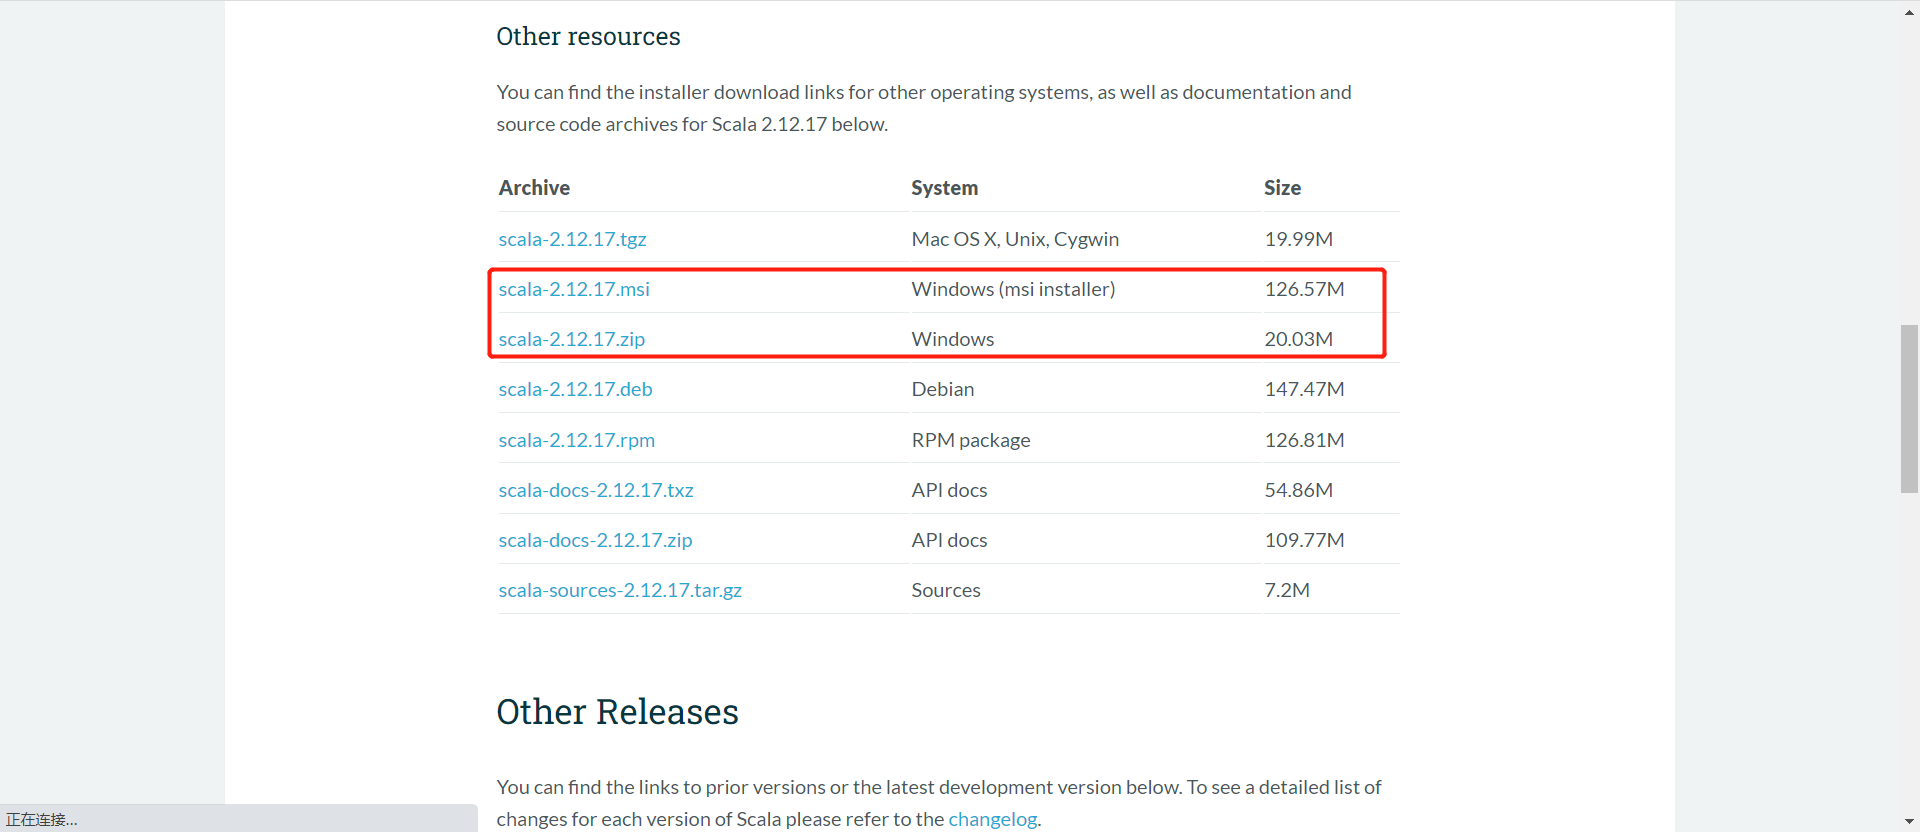 Other resources
You can find the installer download links for other operating systems, as well as documentation and
source code archives for Scala 2.12.17 below.
Archive System Size
scala-2.12.17.tgz Mac OS X, Unix, Cygwin 19.99M
scala-2.12.17.msi Windows (msi installer) 126.57M
scala-2.12.17.zip Windows 20.03M
scala-2.12.17.deb Debian 147.47M
scala-2.12.17.rpm RPM package 126.81M
scala-docs-2.12.17.txz API docs 54.86M
scala-docs-2.12.17.zip API docs 109.77M
scala-sources-2.12.17.tar.gz Sources 7.2M
Other Releases
You can find the links to prior versions or the latest development version below. To see a detailed list of
changes for each version of Scala please refer to the changelog.
正在连接...